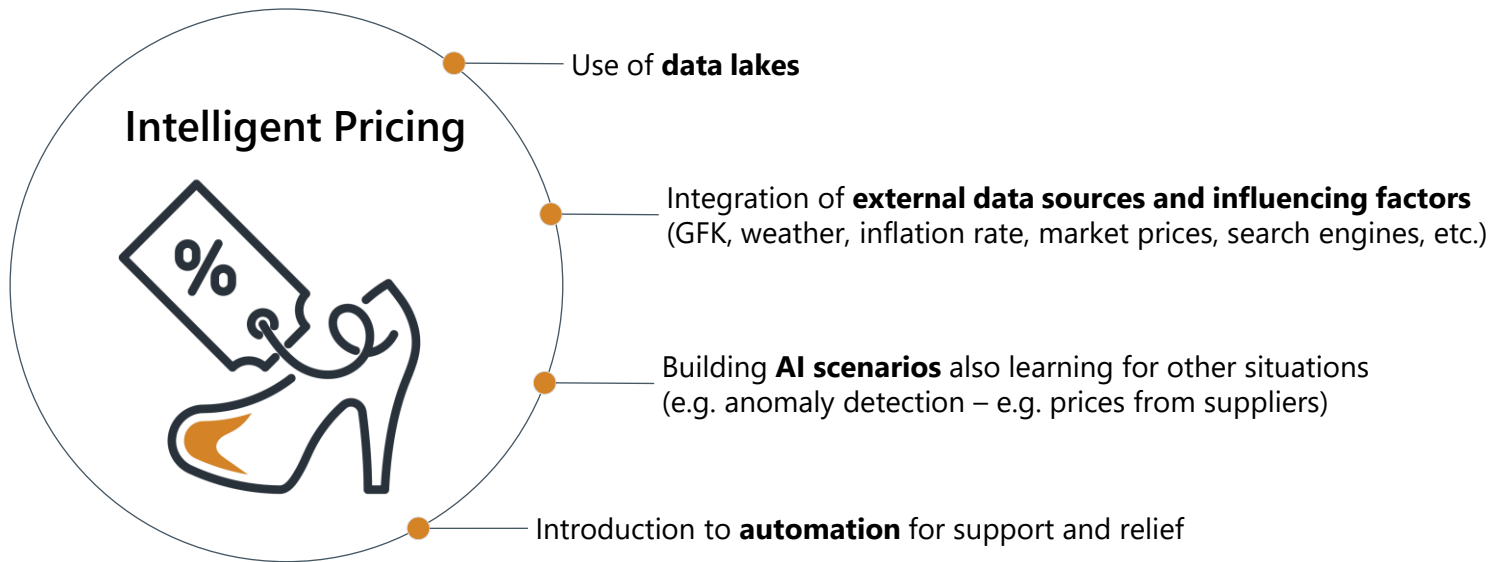 Intelligent Pricing
%
Use of data lakes
Integration of external data sources and influencing factors
(GFK, weather, inflation rate, market prices, search engines, etc.)
Building AI scenarios also learning for other situations
(e.g. anomaly detection – e.g. prices from suppliers)
Introduction to automation for support and relief